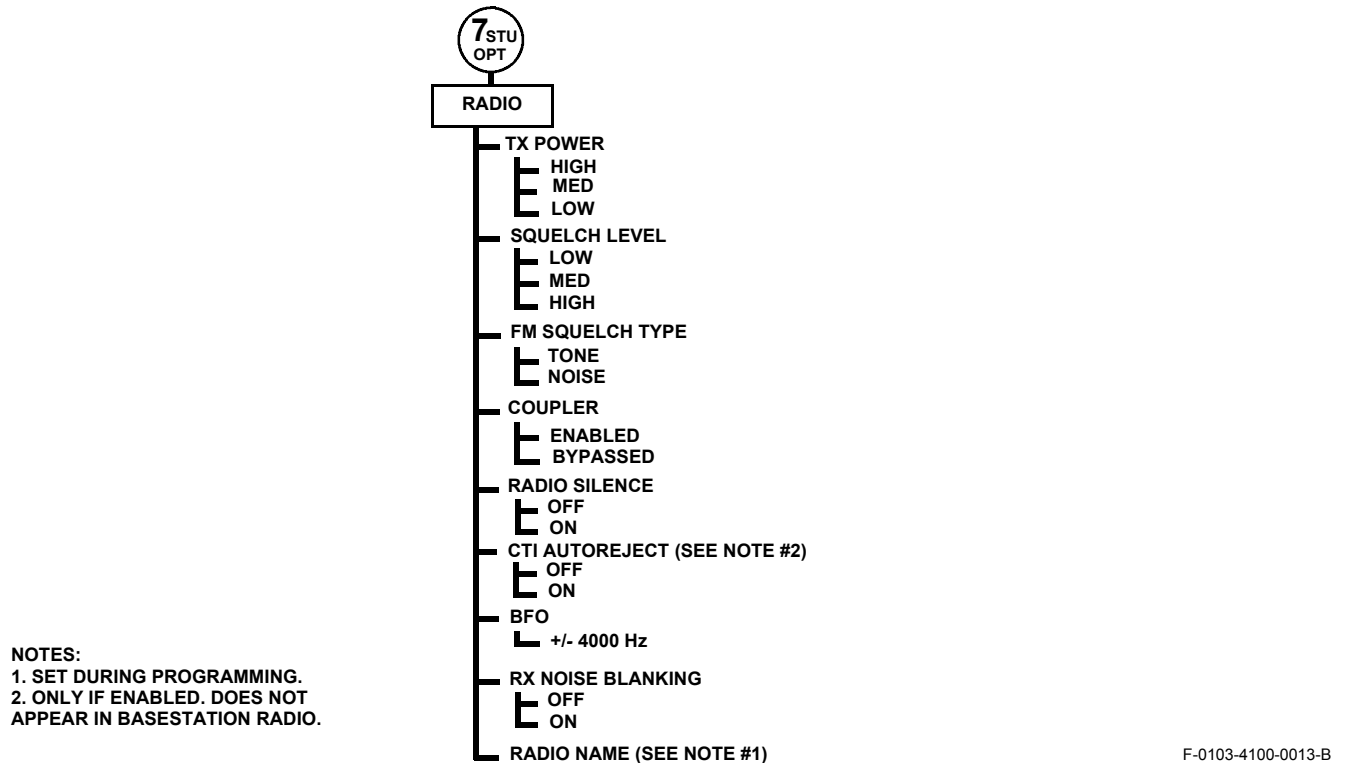 7STU
OPT
RADIO
TX POWER
HIGH
MED
LOW
SQUELCH LEVEL
LOW
MED
HIGH
FM SQUELCH TYPE
TONE
NOISE
COUPLER
ENABLED
BYPASSED
RADIO SILENCE
OFF
ON
CTI AUTOREJECT (SEE NOTE #2)
OFF
ON
BFO
+/- 4000 Hz
RX NOISE BLANKING
OFF
ON
RADIO NAME (SEE NOTE #1)
NOTES:
1. SET DURING PROGRAMMING.
2. ONLY IF ENABLED. DOES NOT
APPEAR IN BASESTATION RADIO.
F-0103-4100-0013-B